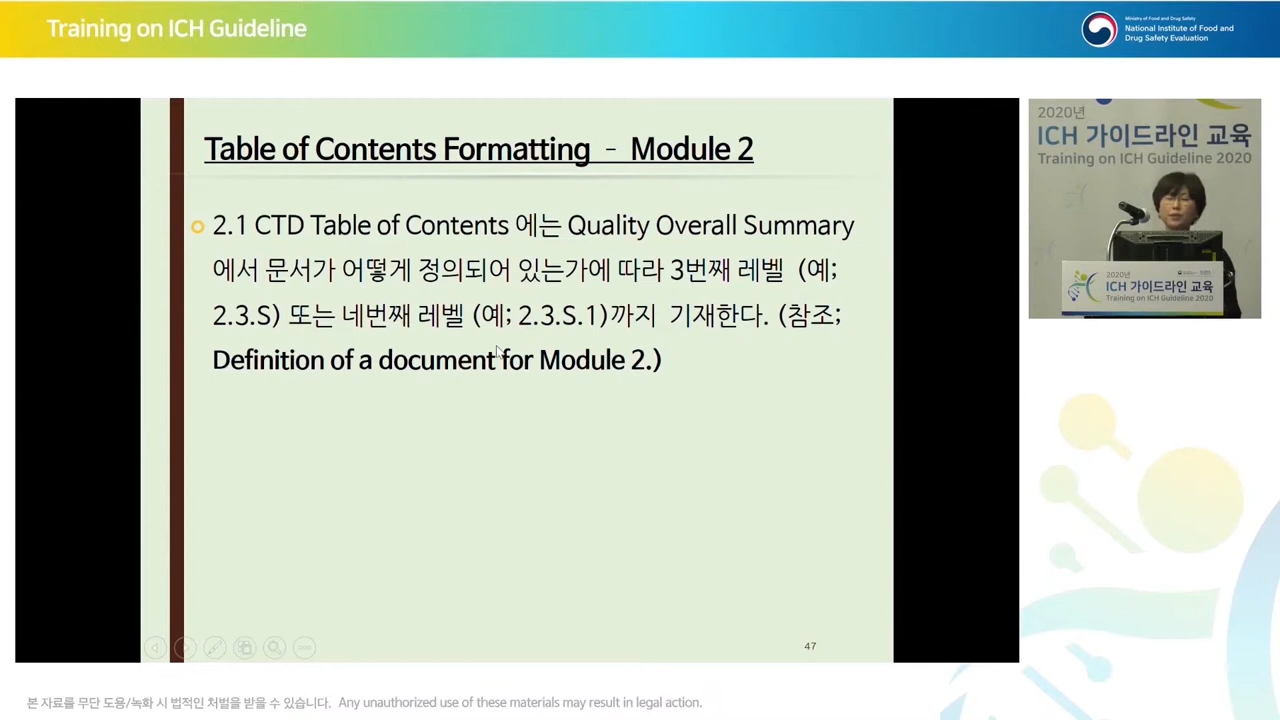 Training on ICH Guideline
Ministry of Food and Drug Safety
National Institute of Food and
Drug Safety Evaluation
Table of Contents Formatting – Module 2
2.1 CTD Table of Contents 에는 Quality Overall Summary
에서 문서가 어떻게 정의되어 있는가에 따라 3번째 레벨 (예;
2.3.S) 또는 네번째 레벨 (예; 2.3.S.1)까지 기재한다. (참조;
Definition of a document for Module 2.)
47
2020년
ICH 가이드라인 교육
Training on ICH Guideline 2020
2020년
ICH 가이드라인 교육
Training on ICH Guideline 2020
본 자료를 무단 도용/녹화 시 법적인 처벌을 받을 수 있습니다. Any unauthorized use of these materials may result in legal action.